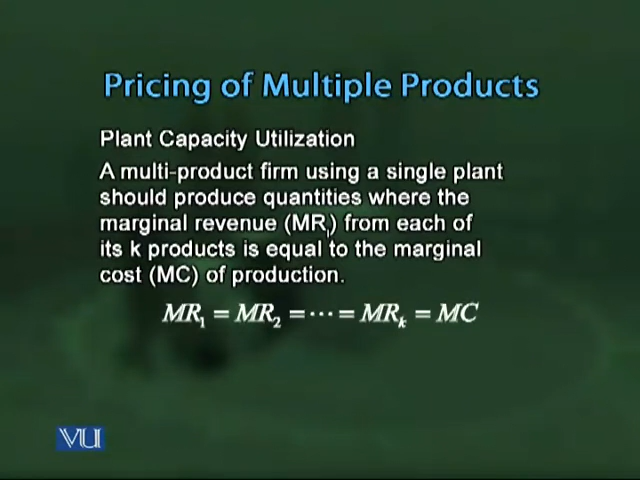 Pricing of Multiple Products
Plant Capacity Utilization
A multi-product firm using a single plant
should produce quantities where the
marginal revenue (MRᵢ) from each of
its k products is equal to the marginal
cost (MC) of production.
MR₁ = MR₂ = ⋯ = MRₖ = MC
VU